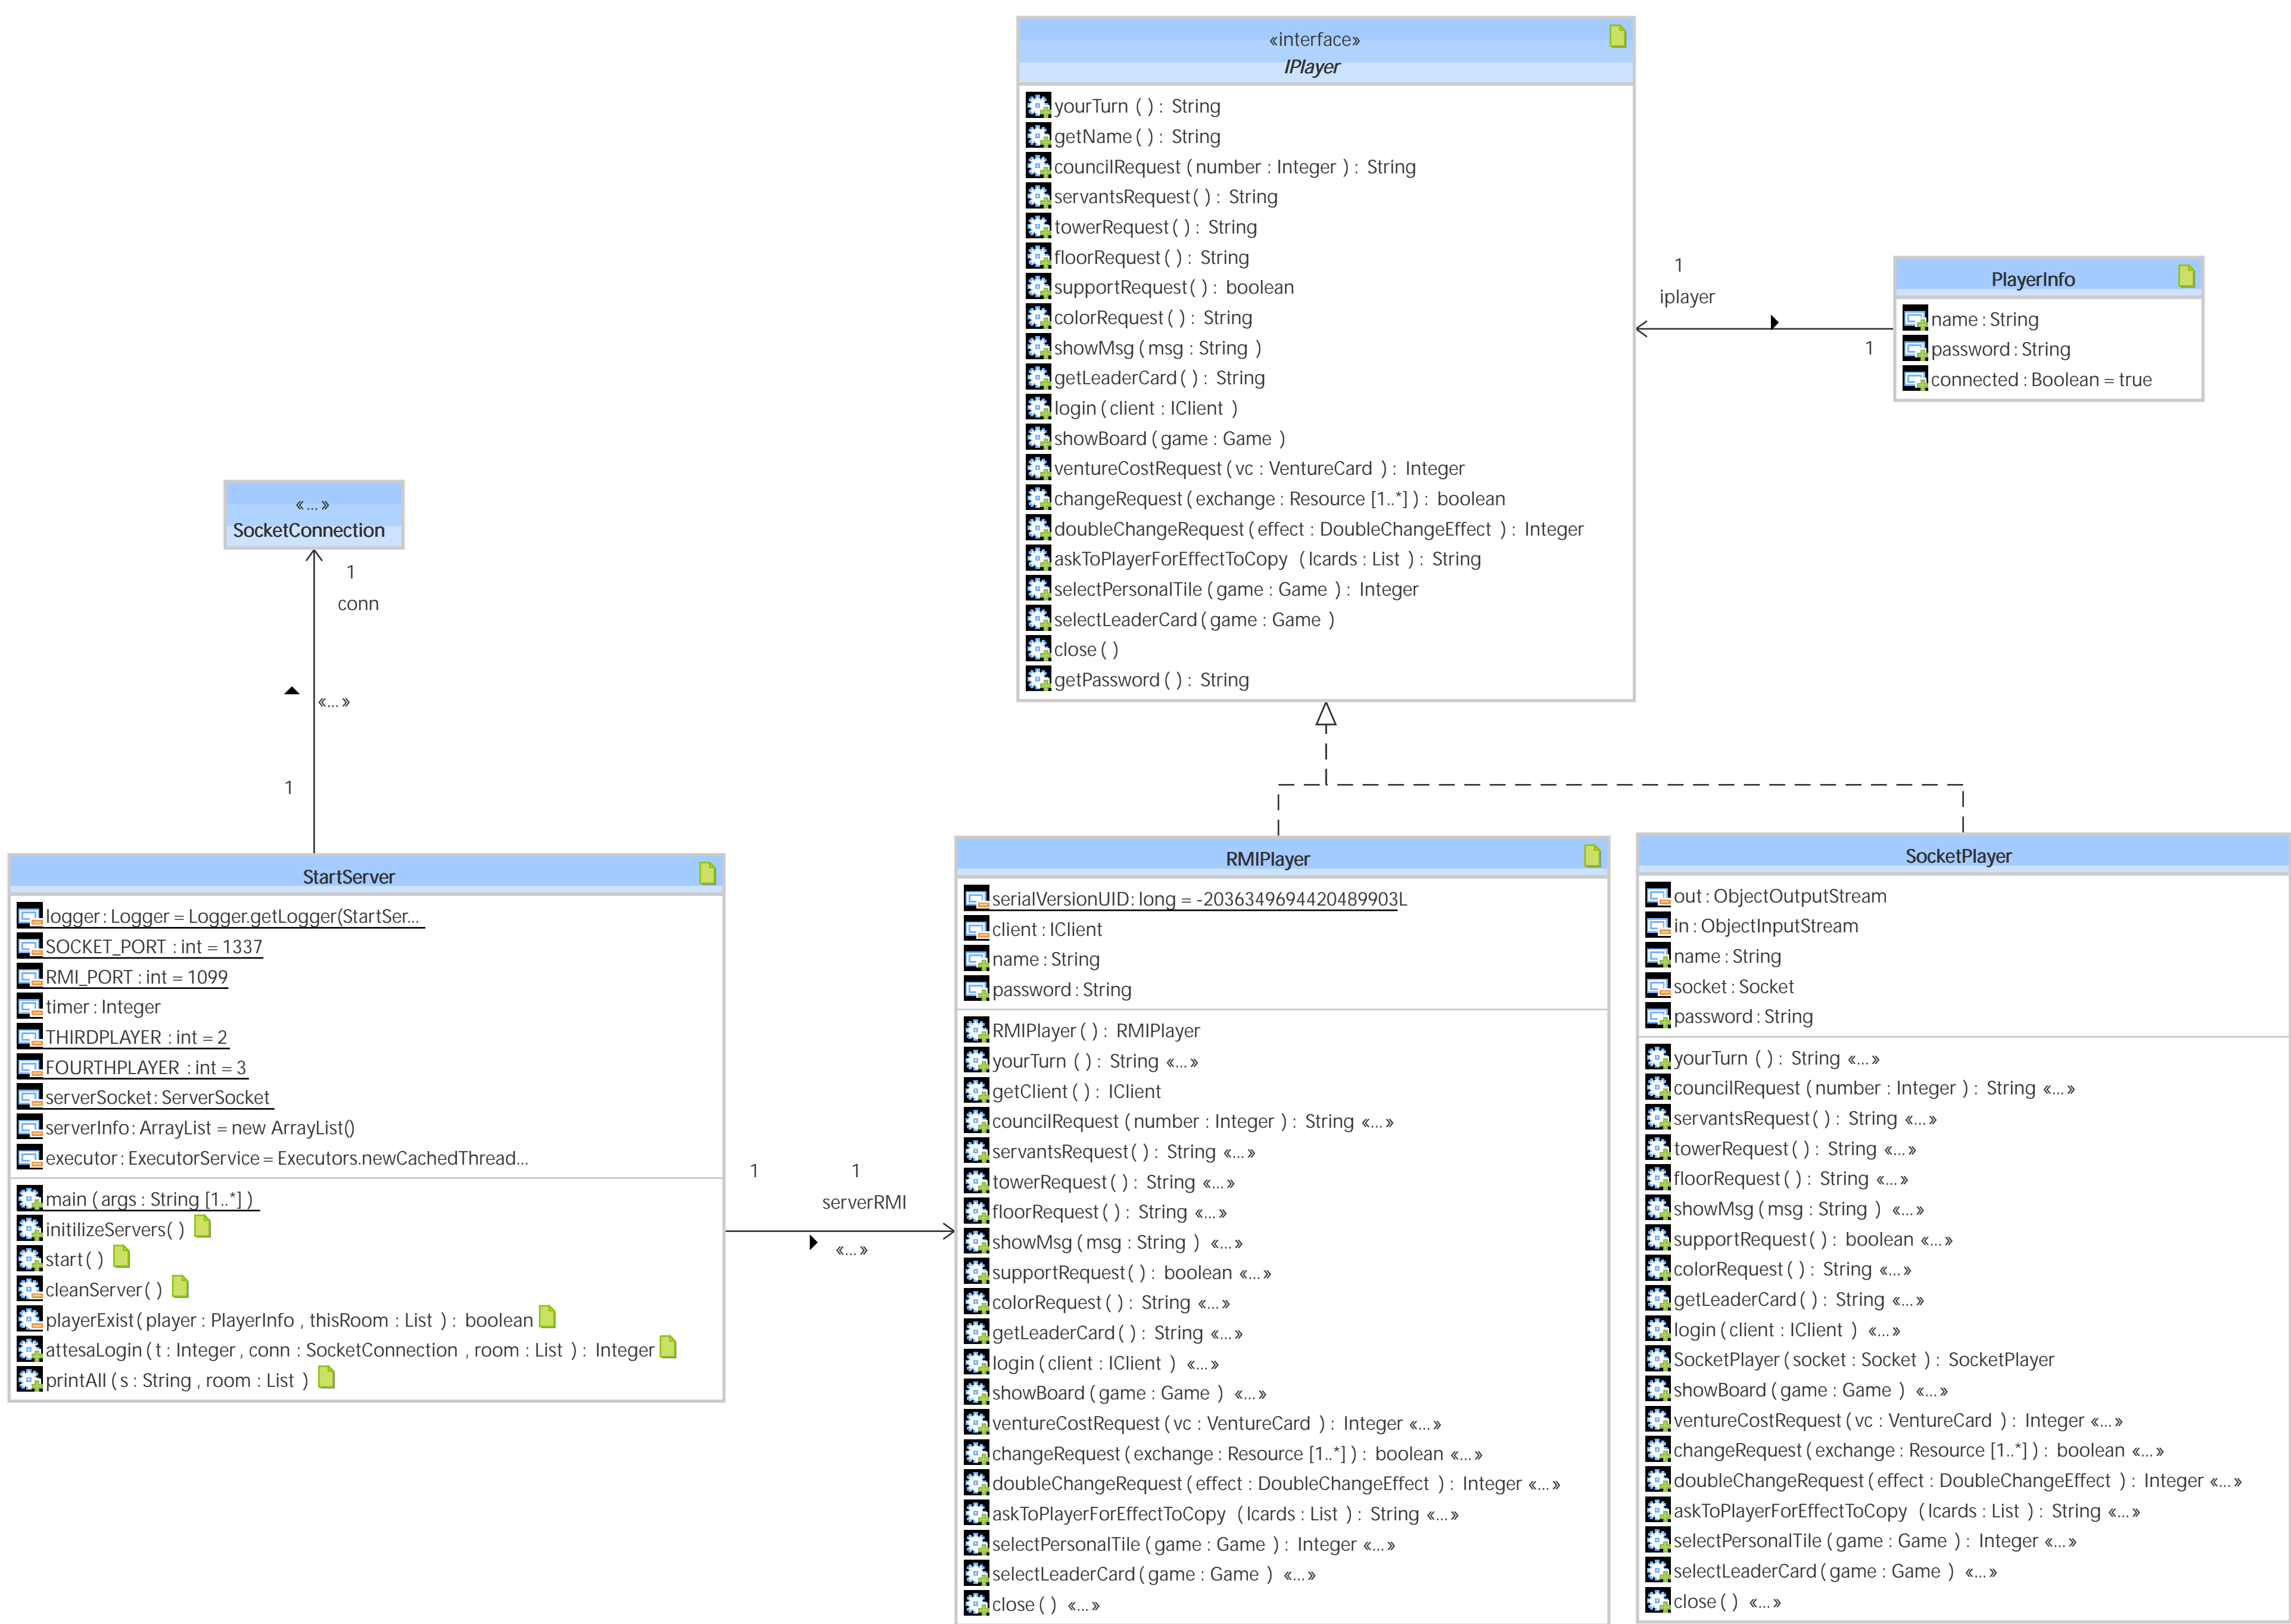 «interface»
IPlayer
yourTurn ( ) : String
getName ( ) : String
councilRequest ( number : Integer ) : String
servantsRequest( ) : String
towerRequest( ) : String
floorRequest( ) : String
supportRequest( ) : boolean
colorRequest( ) : String
showMsg ( msg : String )
getLeaderCard( ) : String
login ( client : IClient )
showBoard ( game : Game )
ventureCostRequest ( vc : VentureCard ) : Integer
changeRequest ( exchange : Resource [1..*] ) : boolean
doubleChangeRequest ( effect : DoubleChangeEffect ) : Integer
askToPlayerForEffectToCopy ( lcards : List ) : String
selectPersonalTile ( game : Game ) : Integer
selectLeaderCard ( game : Game )
close ( )
getPassword ( ) : String
1
iplayer
1
PlayerInfo
name : String
password : String
connected : Boolean = true
«...»
SocketConnection
1
conn
«...»
1
StartServer
logger : Logger = Logger.getLogger(StartSer...
SOCKET_PORT : int = 1337
RMI_PORT : int = 1099
timer : Integer
THIRDPLAYER : int = 2
FOURTHPLAYER : int = 3
serverSocket : ServerSocket
serverInfo : ArrayList = new ArrayList()
executor : ExecutorService = Executors.newCachedThread...
main ( args : String [1..*] )
initilizeServers( )
start ( )
cleanServer( )
playerExist ( player : PlayerInfo , thisRoom : List ) : boolean
attesaLogin ( t : Integer , conn : SocketConnection , room : List ) : Integer
printAll ( s : String , room : List )
1
1
serverRMI
«...»
RMIPlayer
serialVersionUID : long = -2036349694420489903L
client : IClient
name : String
password : String
RMIPlayer ( ) : RMIPlayer
yourTurn ( ) : String «...»
getClient ( ) : IClient
councilRequest ( number : Integer ) : String «...»
servantsRequest( ) : String «...»
towerRequest( ) : String «...»
floorRequest( ) : String «...»
showMsg ( msg : String ) «...»
supportRequest( ) : boolean «...»
colorRequest( ) : String «...»
getLeaderCard( ) : String «...»
login ( client : IClient ) «...»
showBoard ( game : Game ) «...»
ventureCostRequest ( vc : VentureCard ) : Integer «...»
changeRequest ( exchange : Resource [1..*] ) : boolean «...»
doubleChangeRequest ( effect : DoubleChangeEffect ) : Integer «...»
askToPlayerForEffectToCopy ( lcards : List ) : String «...»
selectPersonalTile ( game : Game ) : Integer «...»
selectLeaderCard ( game : Game ) «...»
close ( ) «...»
SocketPlayer
out : ObjectOutputStream
in : ObjectInputStream
name : String
socket : Socket
password : String
yourTurn ( ) : String «...»
councilRequest ( number : Integer ) : String «...»
servantsRequest( ) : String «...»
towerRequest( ) : String «...»
floorRequest( ) : String «...»
showMsg ( msg : String ) «...»
supportRequest( ) : boolean «...»
colorRequest( ) : String «...»
getLeaderCard( ) : String «...»
login ( client : IClient ) «...»
SocketPlayer ( socket : Socket ) : SocketPlayer
showBoard ( game : Game ) «...»
ventureCostRequest ( vc : VentureCard ) : Integer «...»
changeRequest ( exchange : Resource [1..*] ) : boolean «...»
doubleChangeRequest ( effect : DoubleChangeEffect ) : Integer «...»
askToPlayerForEffectToCopy ( lcards : List ) : String «...»
selectPersonalTile ( game : Game ) : Integer «...»
selectLeaderCard ( game : Game ) «...»
close ( ) «...»